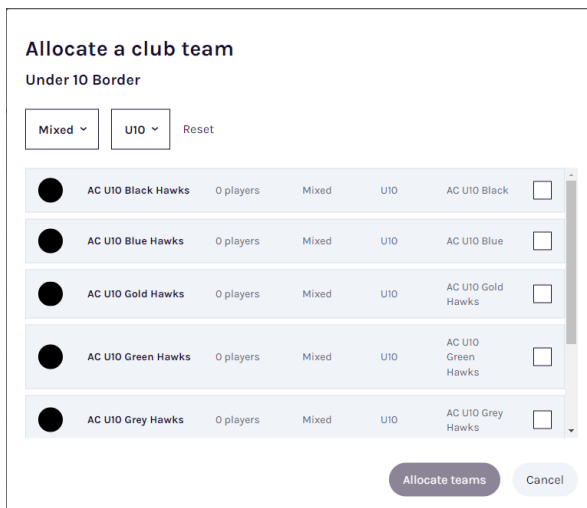 Allocate a club team
Under 10 Border
Mixed U10 Reset
AC U10 Black Hawks 0 players Mixed U10 AC U10 Black
AC U10 Blue Hawks 0 players Mixed U10 AC U10 Blue
AC U10 Gold Hawks 0 players Mixed U10 AC U10 Gold
Hawks
AC U10 Green Hawks 0 players Mixed U10 AC U10
Green
Hawks
AC U10 Grey Hawks 0 players Mixed U10 AC U10 Grey
Hawks
Allocate teams Cancel